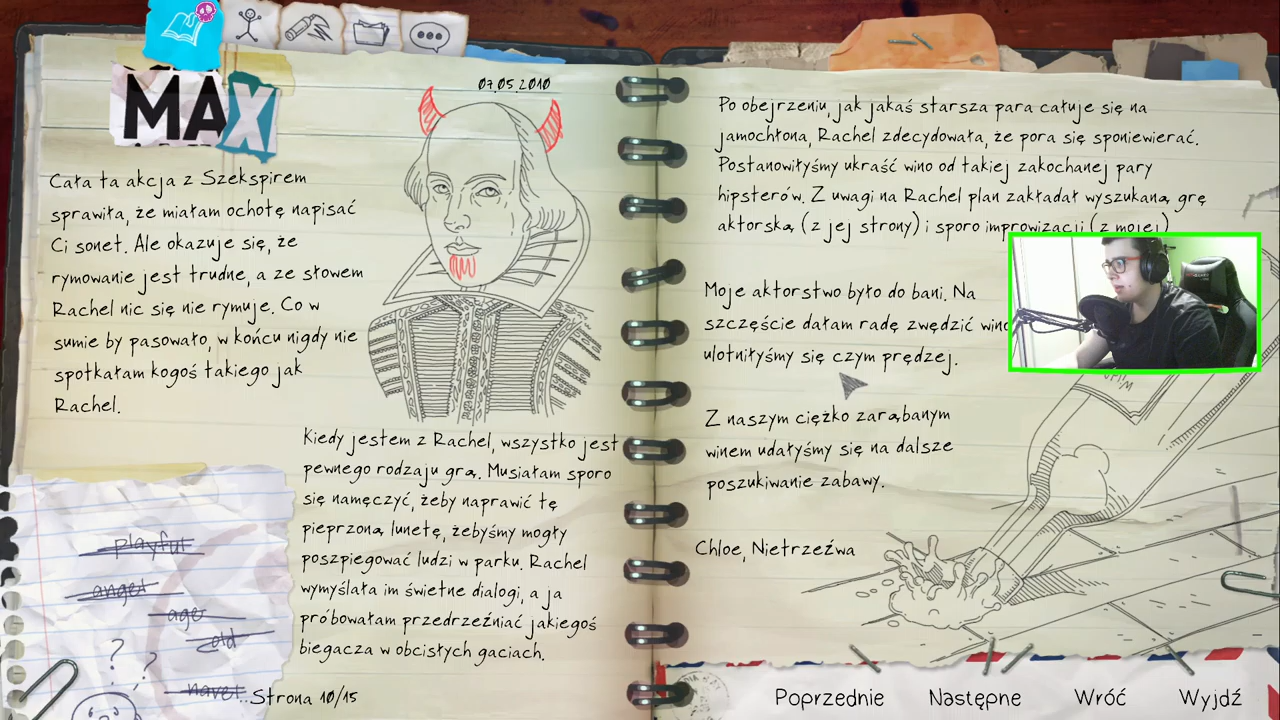 MAX
07.05.2010
Cała ta akcja z Szekspirem
sprawiła, że miałam ochotę napisać
Ci sonet. Ale okazuje się, że
rymowanie jest trudne, a ze słowem
Rachel nic się nie rymuje. Co w
sumie by pasowało, w końcu nigdy nie
spotkałam kogoś takiego jak
Rachel.
Kiedy jestem z Rachel, wszystko jest
pewnego rodzaju grą. Musiałam sporo
się namęczyć, żeby naprawić tę
pieprzoną lunetę, żebyśmy mogły
poszpiegować ludzi w parku. Rachel
wymyślała im świetne dialogi, a ja
próbowałam przedrzeźniać jakiegoś
biegacza w obcisłych gaciach.
playful
angel
age
old
? ?
Strona 10/15
Po obejrzeniu, jak jakaś starsza para całuje się na
jamochłona, Rachel zdecydowała, że pora się sponiewierać.
Postanowiłyśmy ukraść wino od takiej zakochanej pary
hipsterów. Z uwagi na Rachel plan zakładał wyszukaną grę
aktorską (z jej strony) i sporo improwizacji (z mojej)
Moje aktorstwo było do bani. Na
szczęście dałam radę zwędzić
ulotniłyśmy się czym prędzej.
Z naszym ciężko zarąbanym
winem udałyśmy się na dalsze
poszukiwanie zabawy.
Chloe, Nietrzeźwa
Poprzednie Następne Wróć Wyjdź